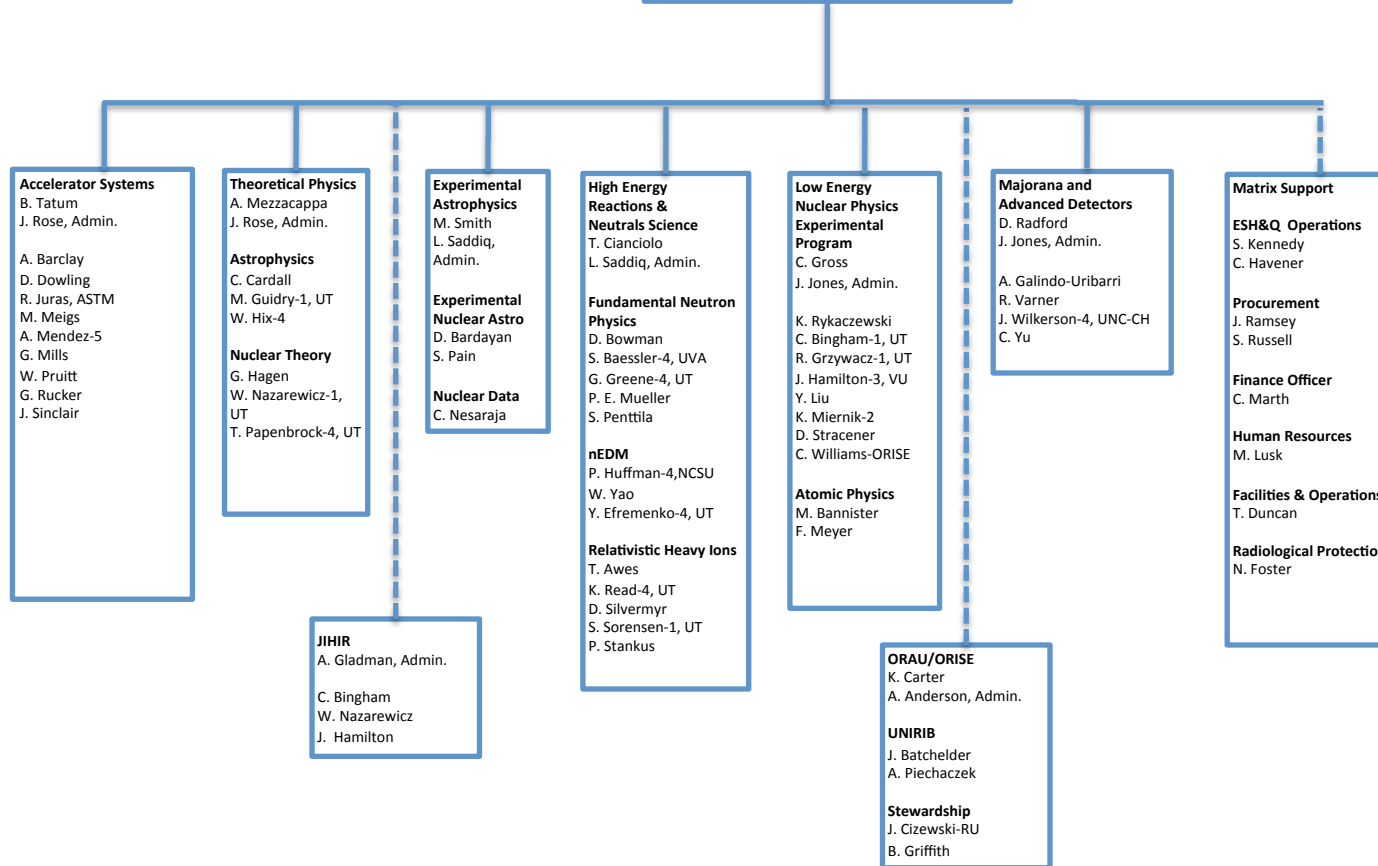 Accelerator Systems
B. Tatum
J. Rose, Admin.
A. Barclay
D. Dowling
R. Juras, ASTM
M. Meigs
A. Mendez-5
G. Mills
W. Pruitt
G. Rucker
J. Sinclair
Theoretical Physics
A. Mezzacappa
J. Rose, Admin.
Astrophysics
C. Cardall
M. Guidry-1, UT
W. Hix-4
Nuclear Theory
G. Hagen
W. Nazarewicz-1,
UT
T. Papenbrock-4, UT
JIHIR
A. Gladman, Admin.
C. Bingham
W. Nazarewicz
J. Hamilton
Experimental
Astrophysics
M. Smith
L. Saddiq,
Admin.
Experimental
Nuclear Astro
D. Bardayan
S. Pain
Nuclear Data
C. Nesaraja
High Energy
Reactions &
Neutrals Science
T. Cianciolo
L. Saddiq, Admin.
Fundamental Neutron
Physics
D. Bowman
S. Baessler-4, UVA
G. Greene-4, UT
P. E. Mueller
S. Penttila
nEDM
P. Huffman-4,NCSU
W. Yao
Y. Efremenko-4, UT
Relativistic Heavy Ions
T. Awes
K. Read-4, UT
D. Silvermyr
S. Sorensen-1, UT
P. Stankus
Low Energy
Nuclear Physics
Experimental
Program
C. Gross
J. Jones, Admin.
K. Rykaczewski
C. Bingham-1, UT
R. Grzywacz-1, UT
J. Hamilton-3, VU
Y. Liu
K. Miernik-2
D. Stracener
C. Williams-ORISE
Atomic Physics
M. Bannister
F. Meyer
ORAU/ORISE
K. Carter
A. Anderson, Admin.
UNIRIB
J. Batchelder
A. Piechaczek
Stewardship
J. Cizewski-RU
B. Griffith
Majorana and
Advanced Detectors
D. Radford
J. Jones, Admin.
A. Galindo-Uribarri
R. Varner
J. Wilkerson-4, UNC-CH
C. Yu
Matrix Support
ESH&Q Operations
S. Kennedy
C. Havener
Procurement
J. Ramsey
S. Russell
Finance Officer
C. Marth
Human Resources
M. Lusk
Facilities & Operations
T. Duncan
Radiological Protectio
N. Foster